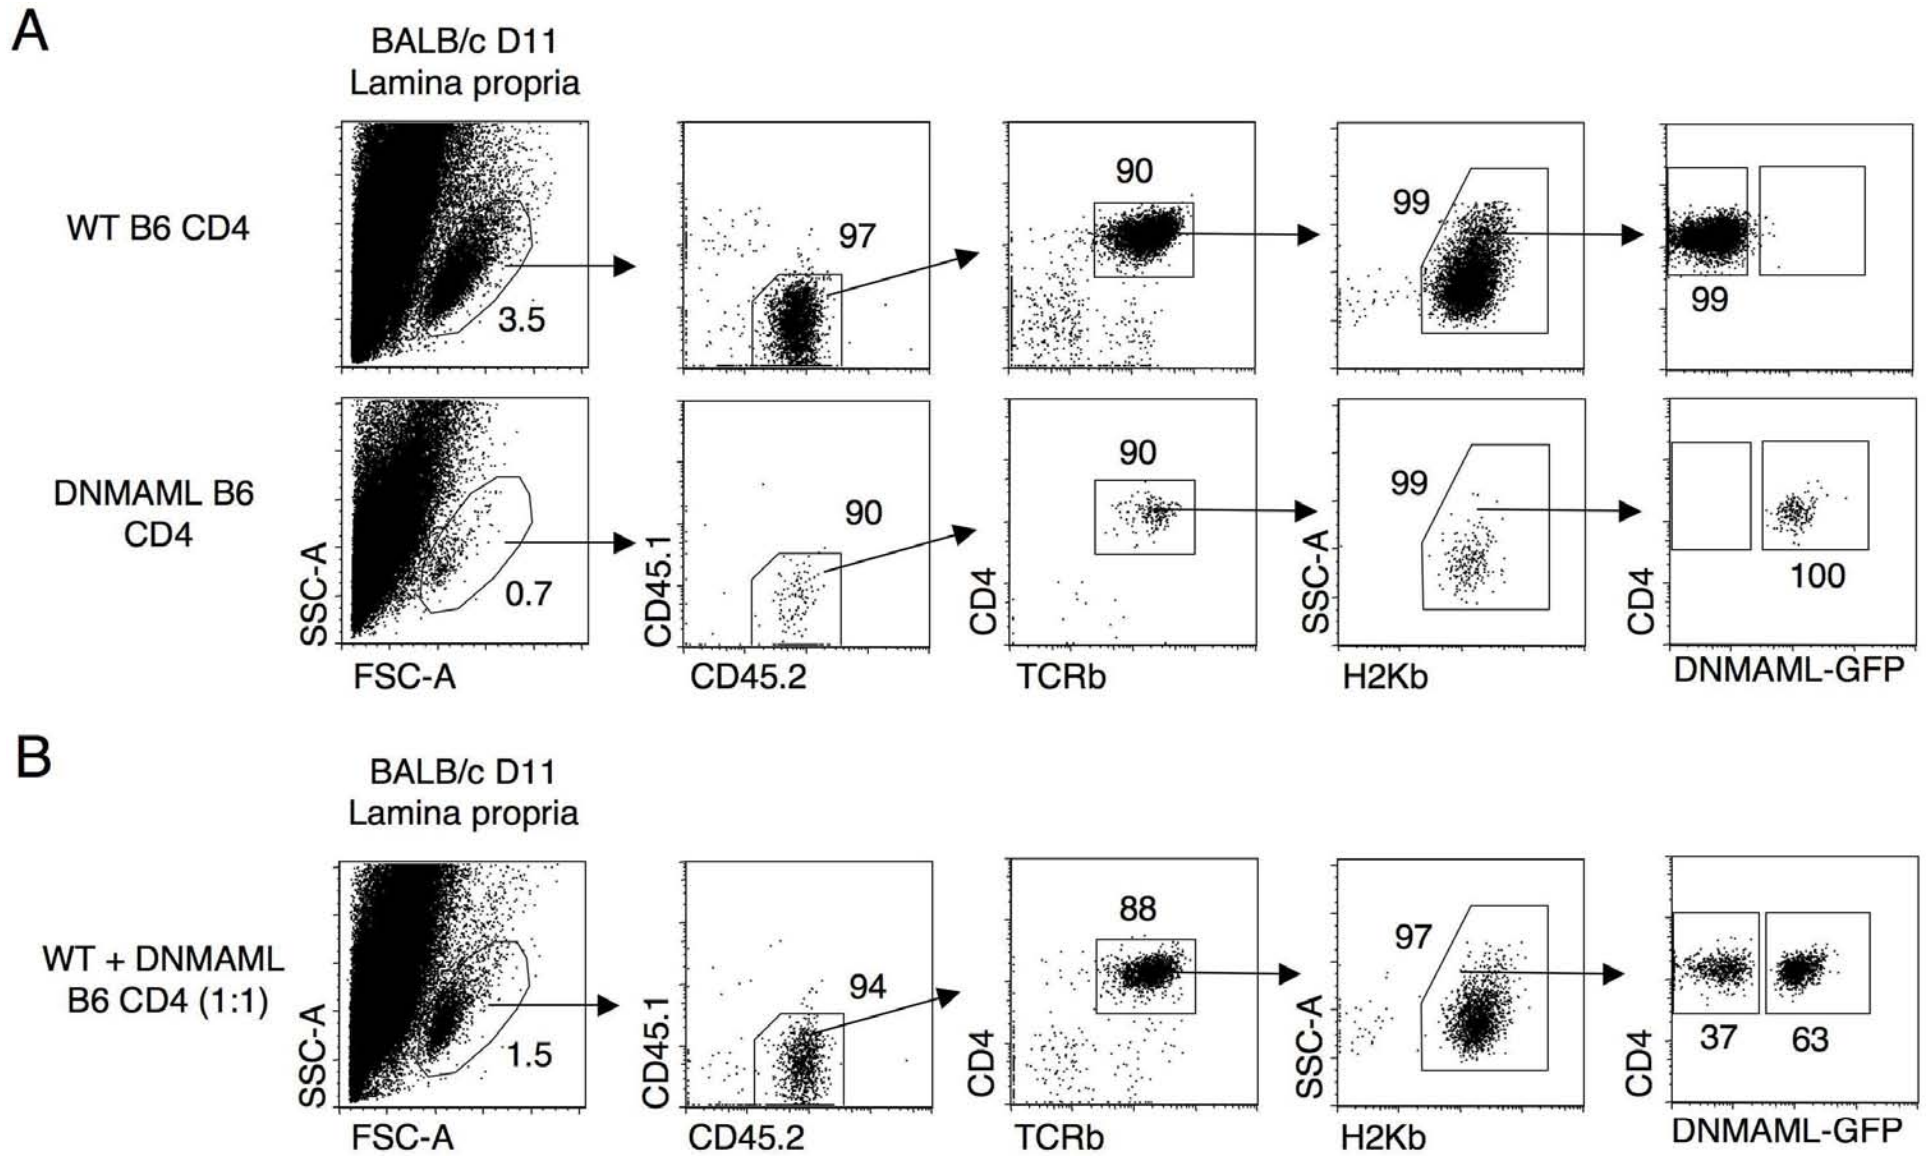 A
BALB/c D11
Lamina propria
WT B6 CD4
3.5
97
90
99
99
DNMAML B6
CD4
SSC-A
FSC-A
0.7
CD45.1
CD45.2
90
CD4
TCRb
90
SSC-A
H2Kb
99
CD4
DNMAML-GFP
100
B
BALB/c D11
Lamina propria
WT + DNMAML
B6 CD4 (1:1)
SSC-A
FSC-A
1.5
CD45.1
CD45.2
94
CD4
TCRb
88
SSC-A
H2Kb
97
CD4
DNMAML-GFP
37
63